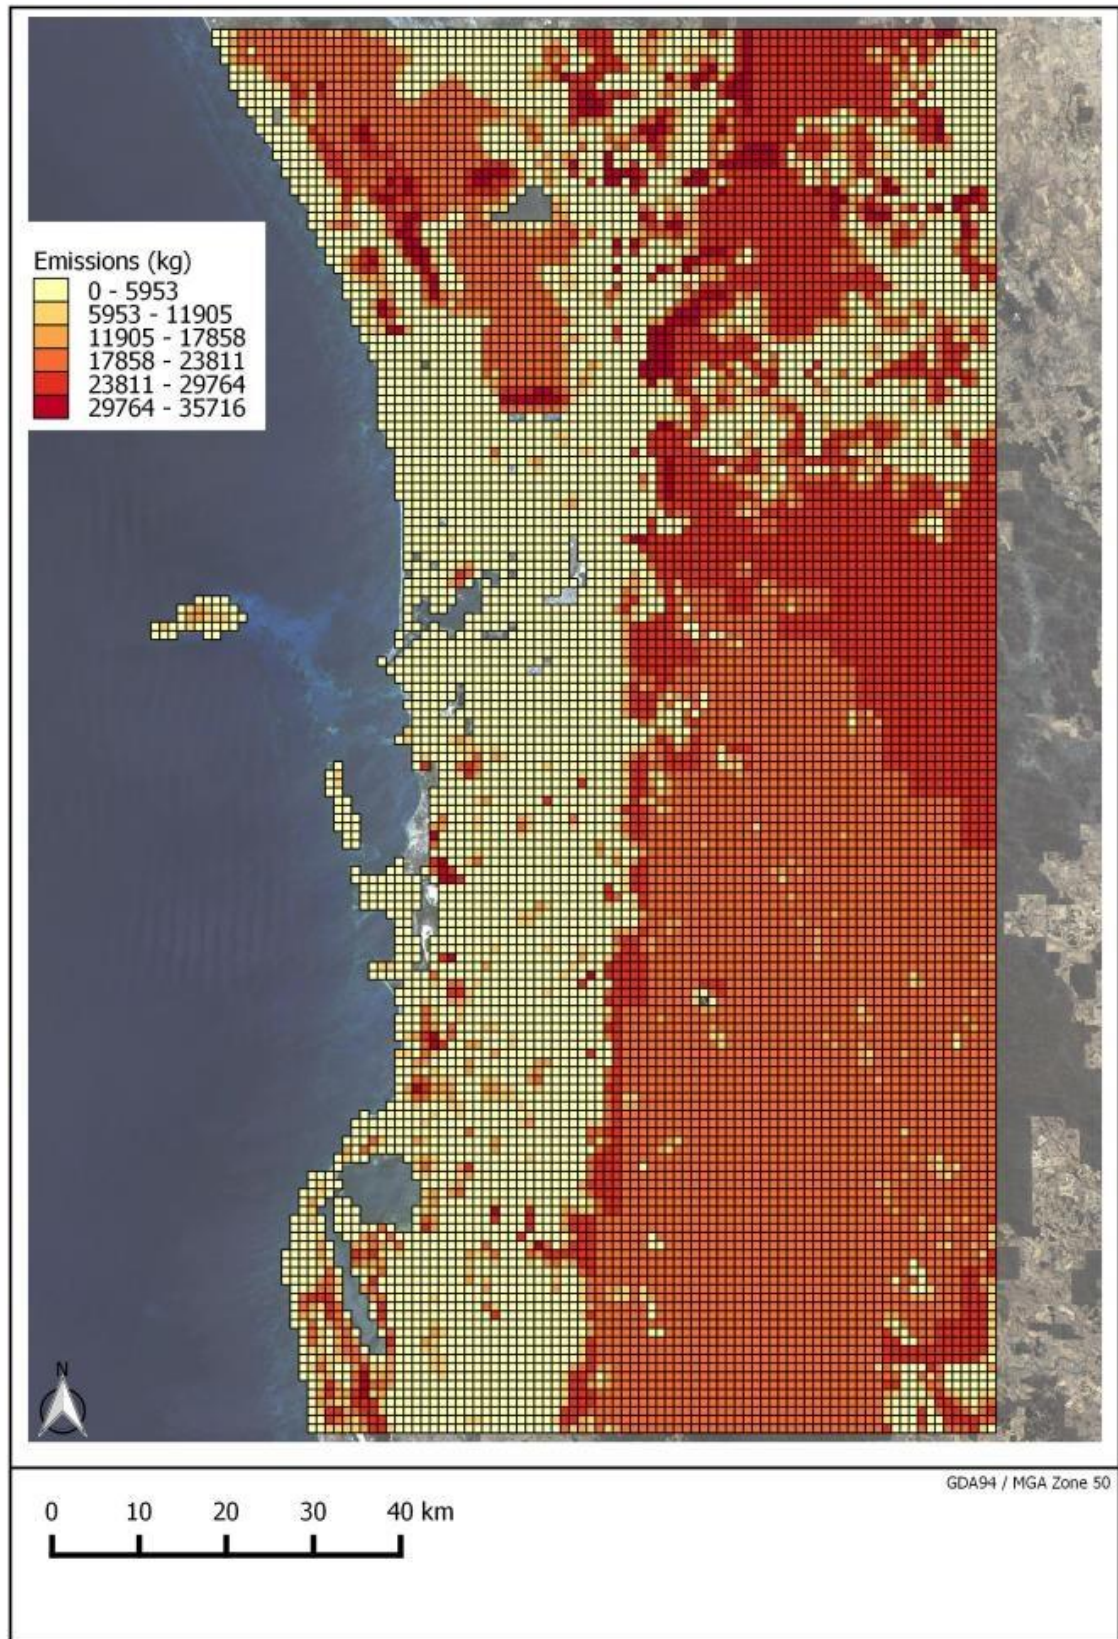 Emissions (kg)
0 - 5953
5953 - 11905
11905 - 17858
17858 - 23811
23811 - 29764
29764 - 35716
N
GDA94 / MGA Zone 50
0 10 20 30 40 km